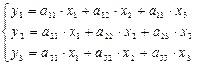 y₁ = a₁₁ · x₁ + a₁₂ · x₂ + a₁₃ · x₃
y₂ = a₂₁ · x₁ + a₂₂ · x₂ + a₂₃ · x₃
y₃ = a₃₁ · x₁ + a₃₂ · x₂ + a₃₃ · x₃